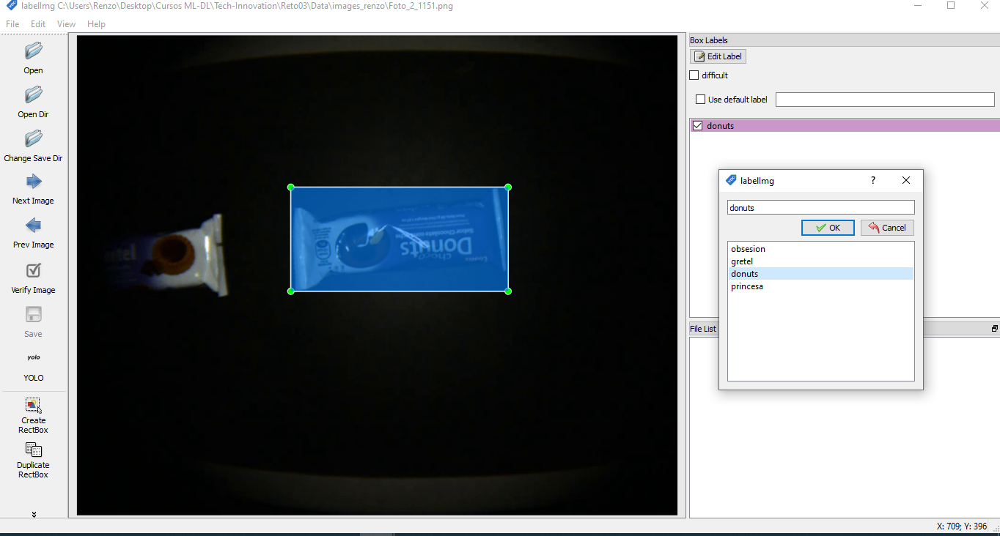 labelImg C:\Users\Renzo\Desktop\Cursos ML-DL\Tech-Innovation\Reto03\Data\images_renzo\Foto_2_1151.png
File Edit View Help
Open
Open Dir
Change Save Dir
Next Image
Prev Image
Verify Image
Save
yolo
YOLO
Create
RectBox
Duplicate
RectBox
Donuts
choco
Box Labels
Edit Label
difficult
Use default label
donuts
labelImg
donuts
OK
Cancel
obsesion
gretel
donuts
princesa
File List
X: 709; Y: 396